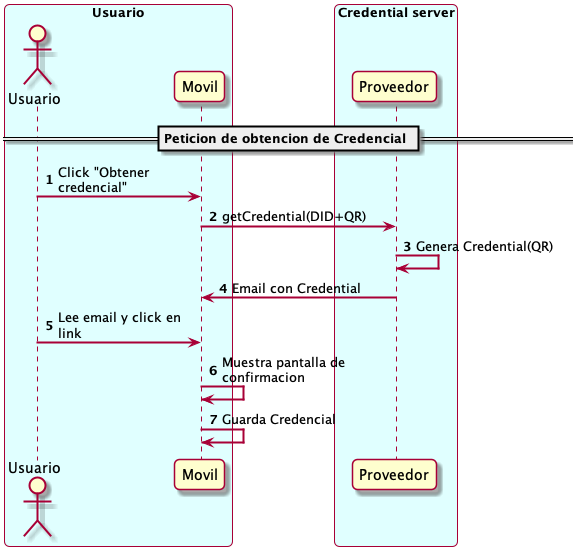 Usuario
Credential server
Usuario
Movil
Proveedor
Peticion de obtencion de Credencial
1 Click "Obtener
credencial"
2 getCredential(DID+QR)
3 Genera Credential(QR)
4 Email con Credential
5 Lee email y click en
link
6 Muestra pantalla de
confirmacion
7 Guarda Credencial
Usuario
Movil
Proveedor